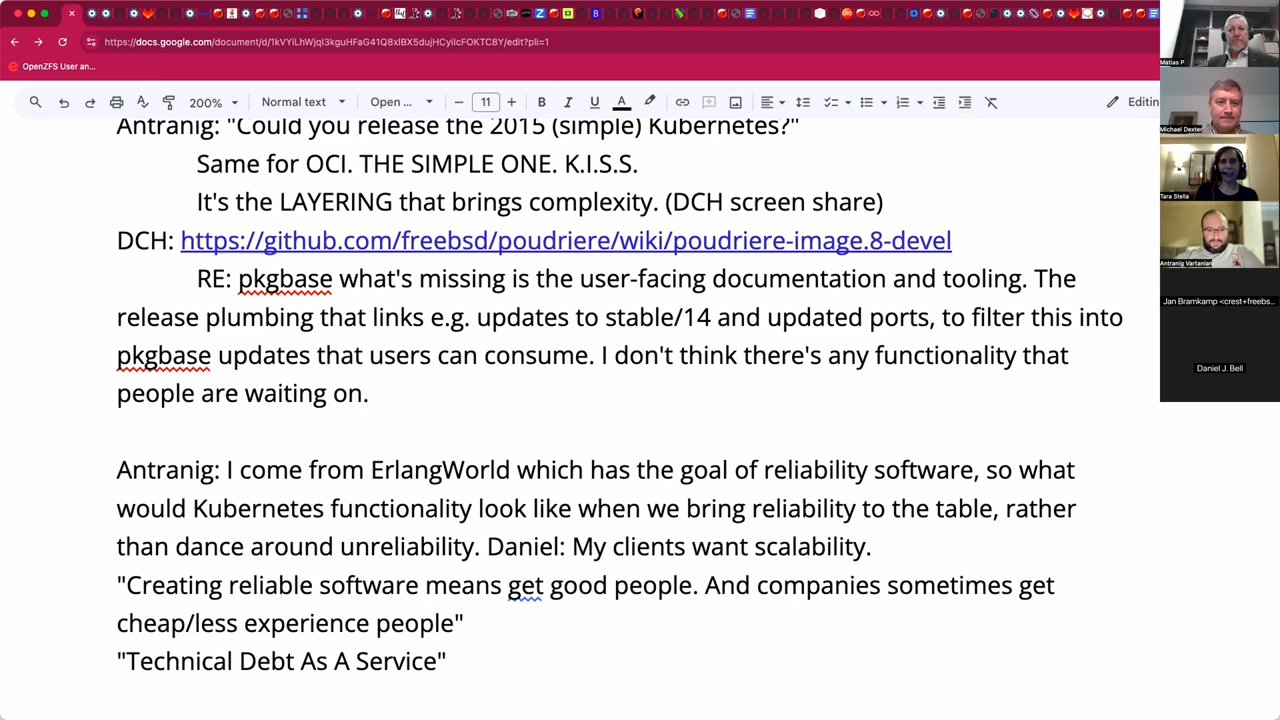 https://docs.google.com/document/d/1kVYiLhWjql3kguHFaG41Q8xIBX5dujHCyiIcFOKTC8Y/edit?pli=1
OpenZFS User an...
200%
Normal text
Open ...
11
B
I
U
A
Editin
Antranig: "Could you release the 2015 (simple) Kubernetes?"
Same for OCI. THE SIMPLE ONE. K.I.S.S.
It's the LAYERING that brings complexity. (DCH screen share)
DCH: https://github.com/freebsd/poudriere/wiki/poudriere-image.8-devel
RE: pkgbase what's missing is the user-facing documentation and tooling. The
release plumbing that links e.g. updates to stable/14 and updated ports, to filter this into
pkgbase updates that users can consume. I don't think there's any functionality that
people are waiting on.
Antranig: I come from ErlangWorld which has the goal of reliability software, so what
would Kubernetes functionality look like when we bring reliability to the table, rather
than dance around unreliability. Daniel: My clients want scalability.
"Creating reliable software means get good people. And companies sometimes get
cheap/less experience people"
"Technical Debt As A Service"
Matias P
Michael Dexter
Tara Stella
Antranig Vartanian
Jan Bramkamp <crest+freebs...
Daniel J. Bell